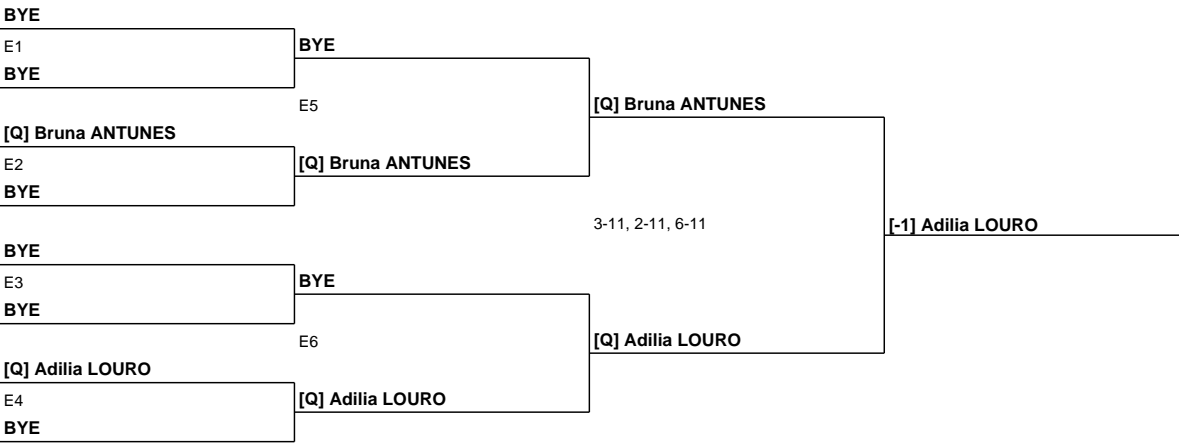 BYE
E1
BYE
BYE
E5
[Q] Bruna ANTUNES
[Q] Bruna ANTUNES
E2
[Q] Bruna ANTUNES
BYE
3-11, 2-11, 6-11
[-1] Adilia LOURO
BYE
E3
BYE
BYE
E6
[Q] Adilia LOURO
[Q] Adilia LOURO
E4
[Q] Adilia LOURO
BYE